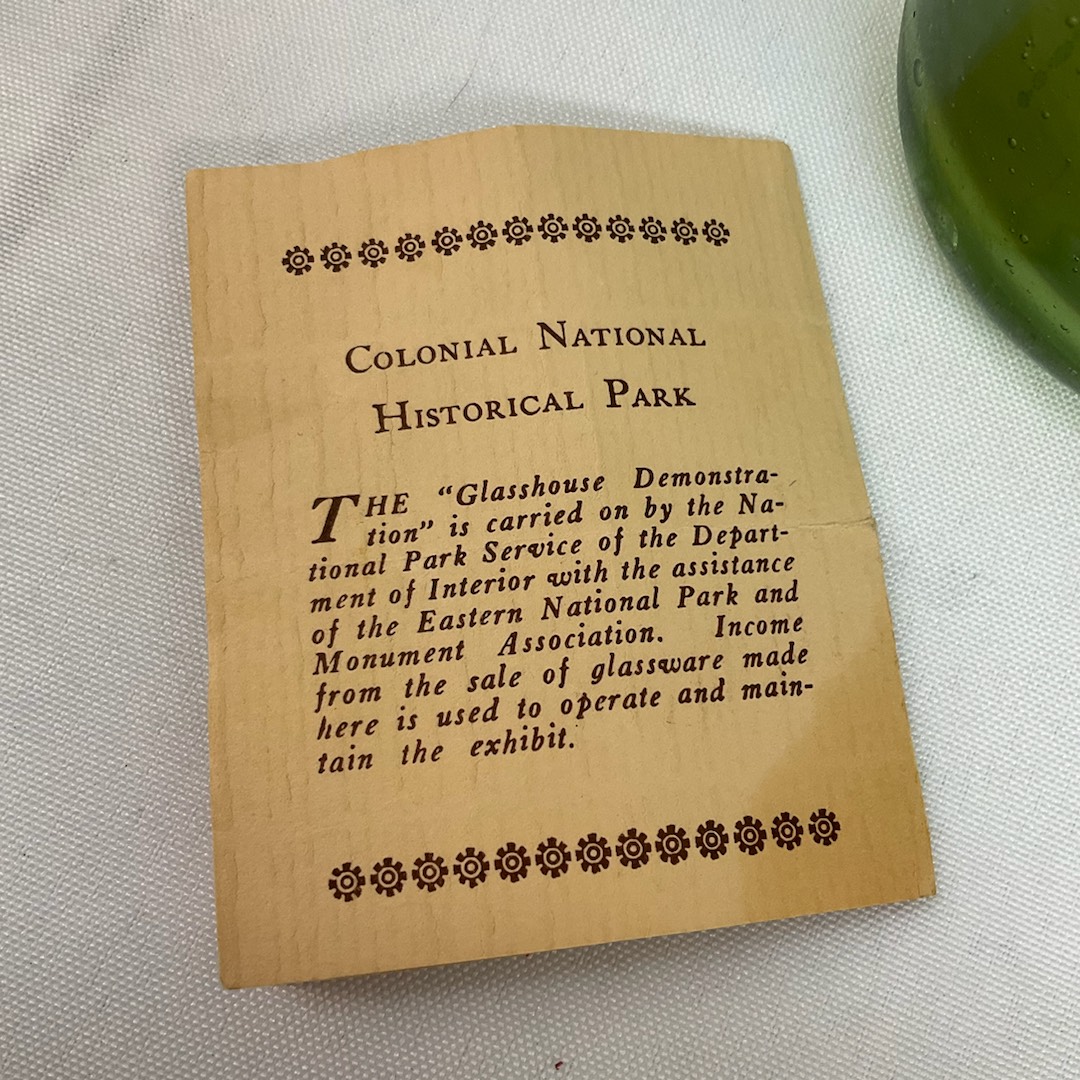 COLONIAL NATIONAL
HISTORICAL PARK
THE “Glasshouse Demonstra-
tion” is carried on by the Na-
tional Park Service of the Depart-
ment of Interior with the assistance
of the Eastern National Park and
Monument Association. Income
from the sale of glassware made
here is used to operate and main-
tain the exhibit.